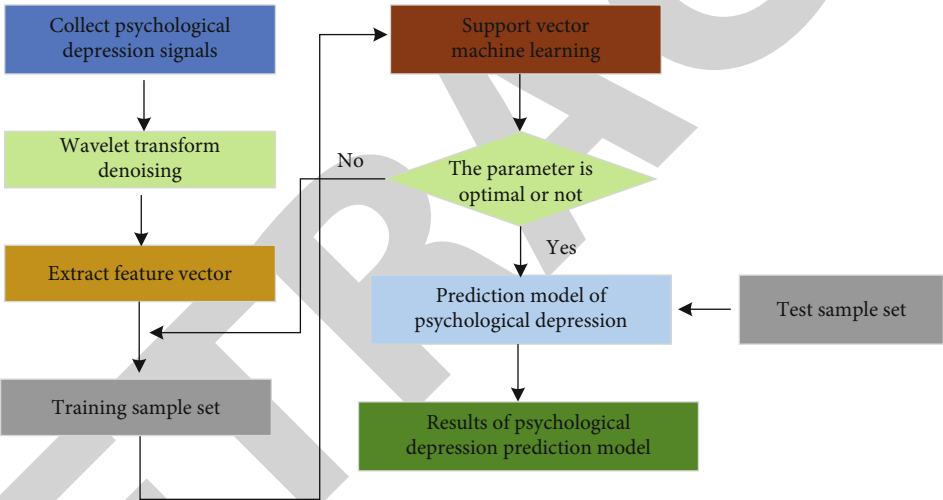 Collect psychological
depression signals
Wavelet transform
denoising
Extract feature vector
Training sample set
Support vector
machine learning
No
The parameter is
optimal or not
Yes
Prediction model of
psychological depression
Test sample set
Results of psychological
depression prediction model